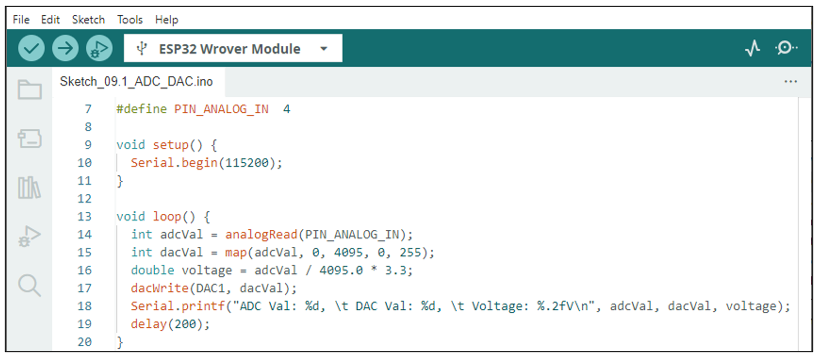 File Edit Sketch Tools Help
ESP32 Wrover Module
Sketch_09.1_ADC_DAC.ino
7 #define PIN_ANALOG_IN  4
8
9 void setup() {
10   Serial.begin(115200);
11 }
12
13 void loop() {
14   int adcVal = analogRead(PIN_ANALOG_IN);
15   int dacVal = map(adcVal, 0, 4095, 0, 255);
16   double voltage = adcVal / 4095.0 * 3.3;
17   dacWrite(DAC1, dacVal);
18   Serial.printf("ADC Val: %d, \t DAC Val: %d, \t Voltage: %.2fV\n", adcVal, dacVal, voltage);
19   delay(200);
20 }